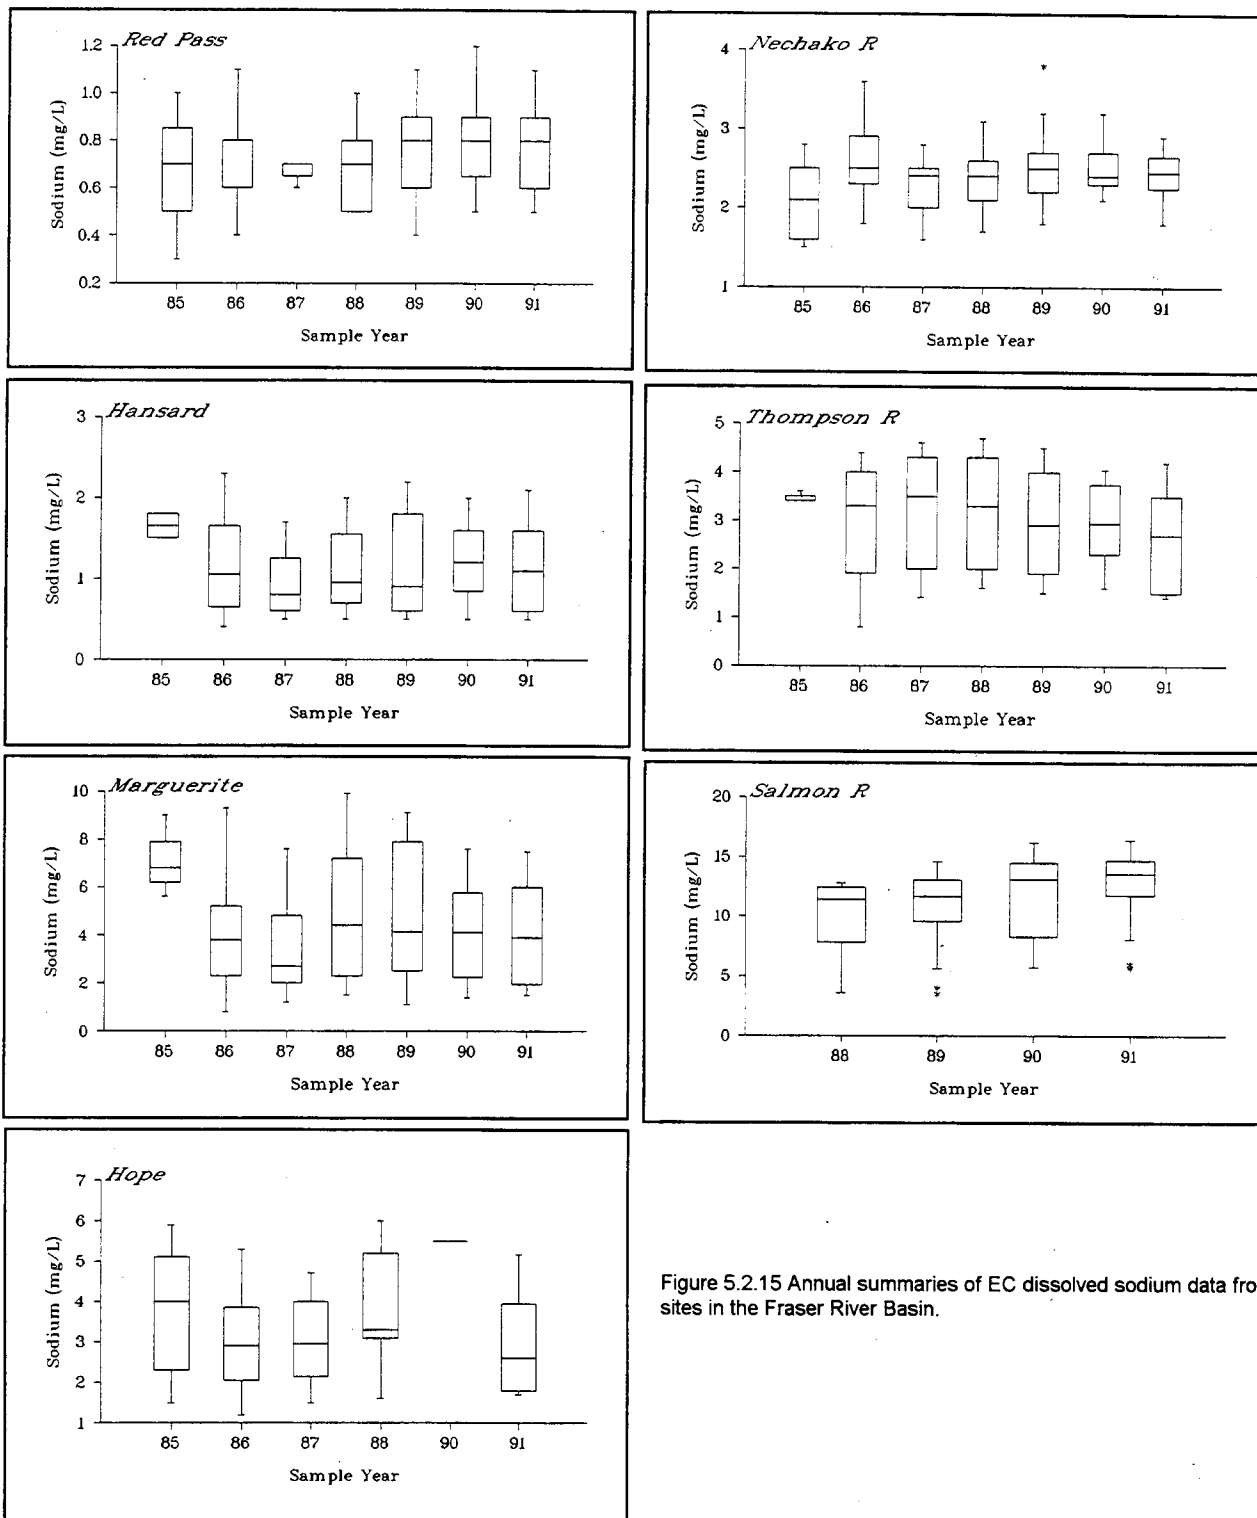 Red Pass
1.2
1.0
0.8
0.6
0.4
0.2
Sodium (mg/L)
85 86 87 88 89 90 91
Sample Year
Nechako R
4
3
2
1
Sodium (mg/L)
85 86 87 88 89 90 91
Sample Year
Hansard
3
2
1
0
Sodium (mg/L)
85 86 87 88 89 90 91
Sample Year
Thompson R
5
4
3
2
1
0
Sodium (mg/L)
85 86 87 88 89 90 91
Sample Year
Marguerite
10
8
6
4
2
0
Sodium (mg/L)
85 86 87 88 89 90 91
Sample Year
Salmon R
20
15
10
5
0
Sodium (mg/L)
88 89 90 91
Sample Year
Hope
7
6
5
4
3
2
1
Sodium (mg/L)
85 86 87 88 90 91
Sample Year
Figure 5.2.15 Annual summaries of EC dissolved sodium data fro
sites in the Fraser River Basin.